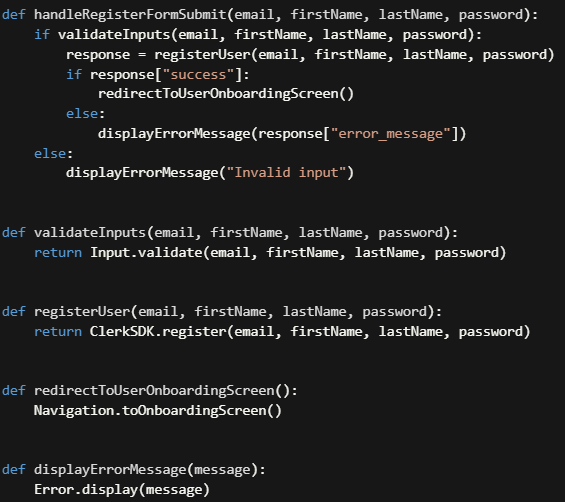 def handleRegisterFormSubmit(email, firstName, lastName, password):
    if validateInputs(email, firstName, lastName, password):
        response = registerUser(email, firstName, lastName, password)
        if response["success"]:
            redirectToUserOnboardingScreen()
        else:
            displayErrorMessage(response["error_message"])
    else:
        displayErrorMessage("Invalid input")
def validateInputs(email, firstName, lastName, password):
    return Input.validate(email, firstName, lastName, password)
def registerUser(email, firstName, lastName, password):
    return ClerkSDK.register(email, firstName, lastName, password)
def redirectToUserOnboardingScreen():
    Navigation.toOnboardingScreen()
def displayErrorMessage(message):
    Error.display(message)